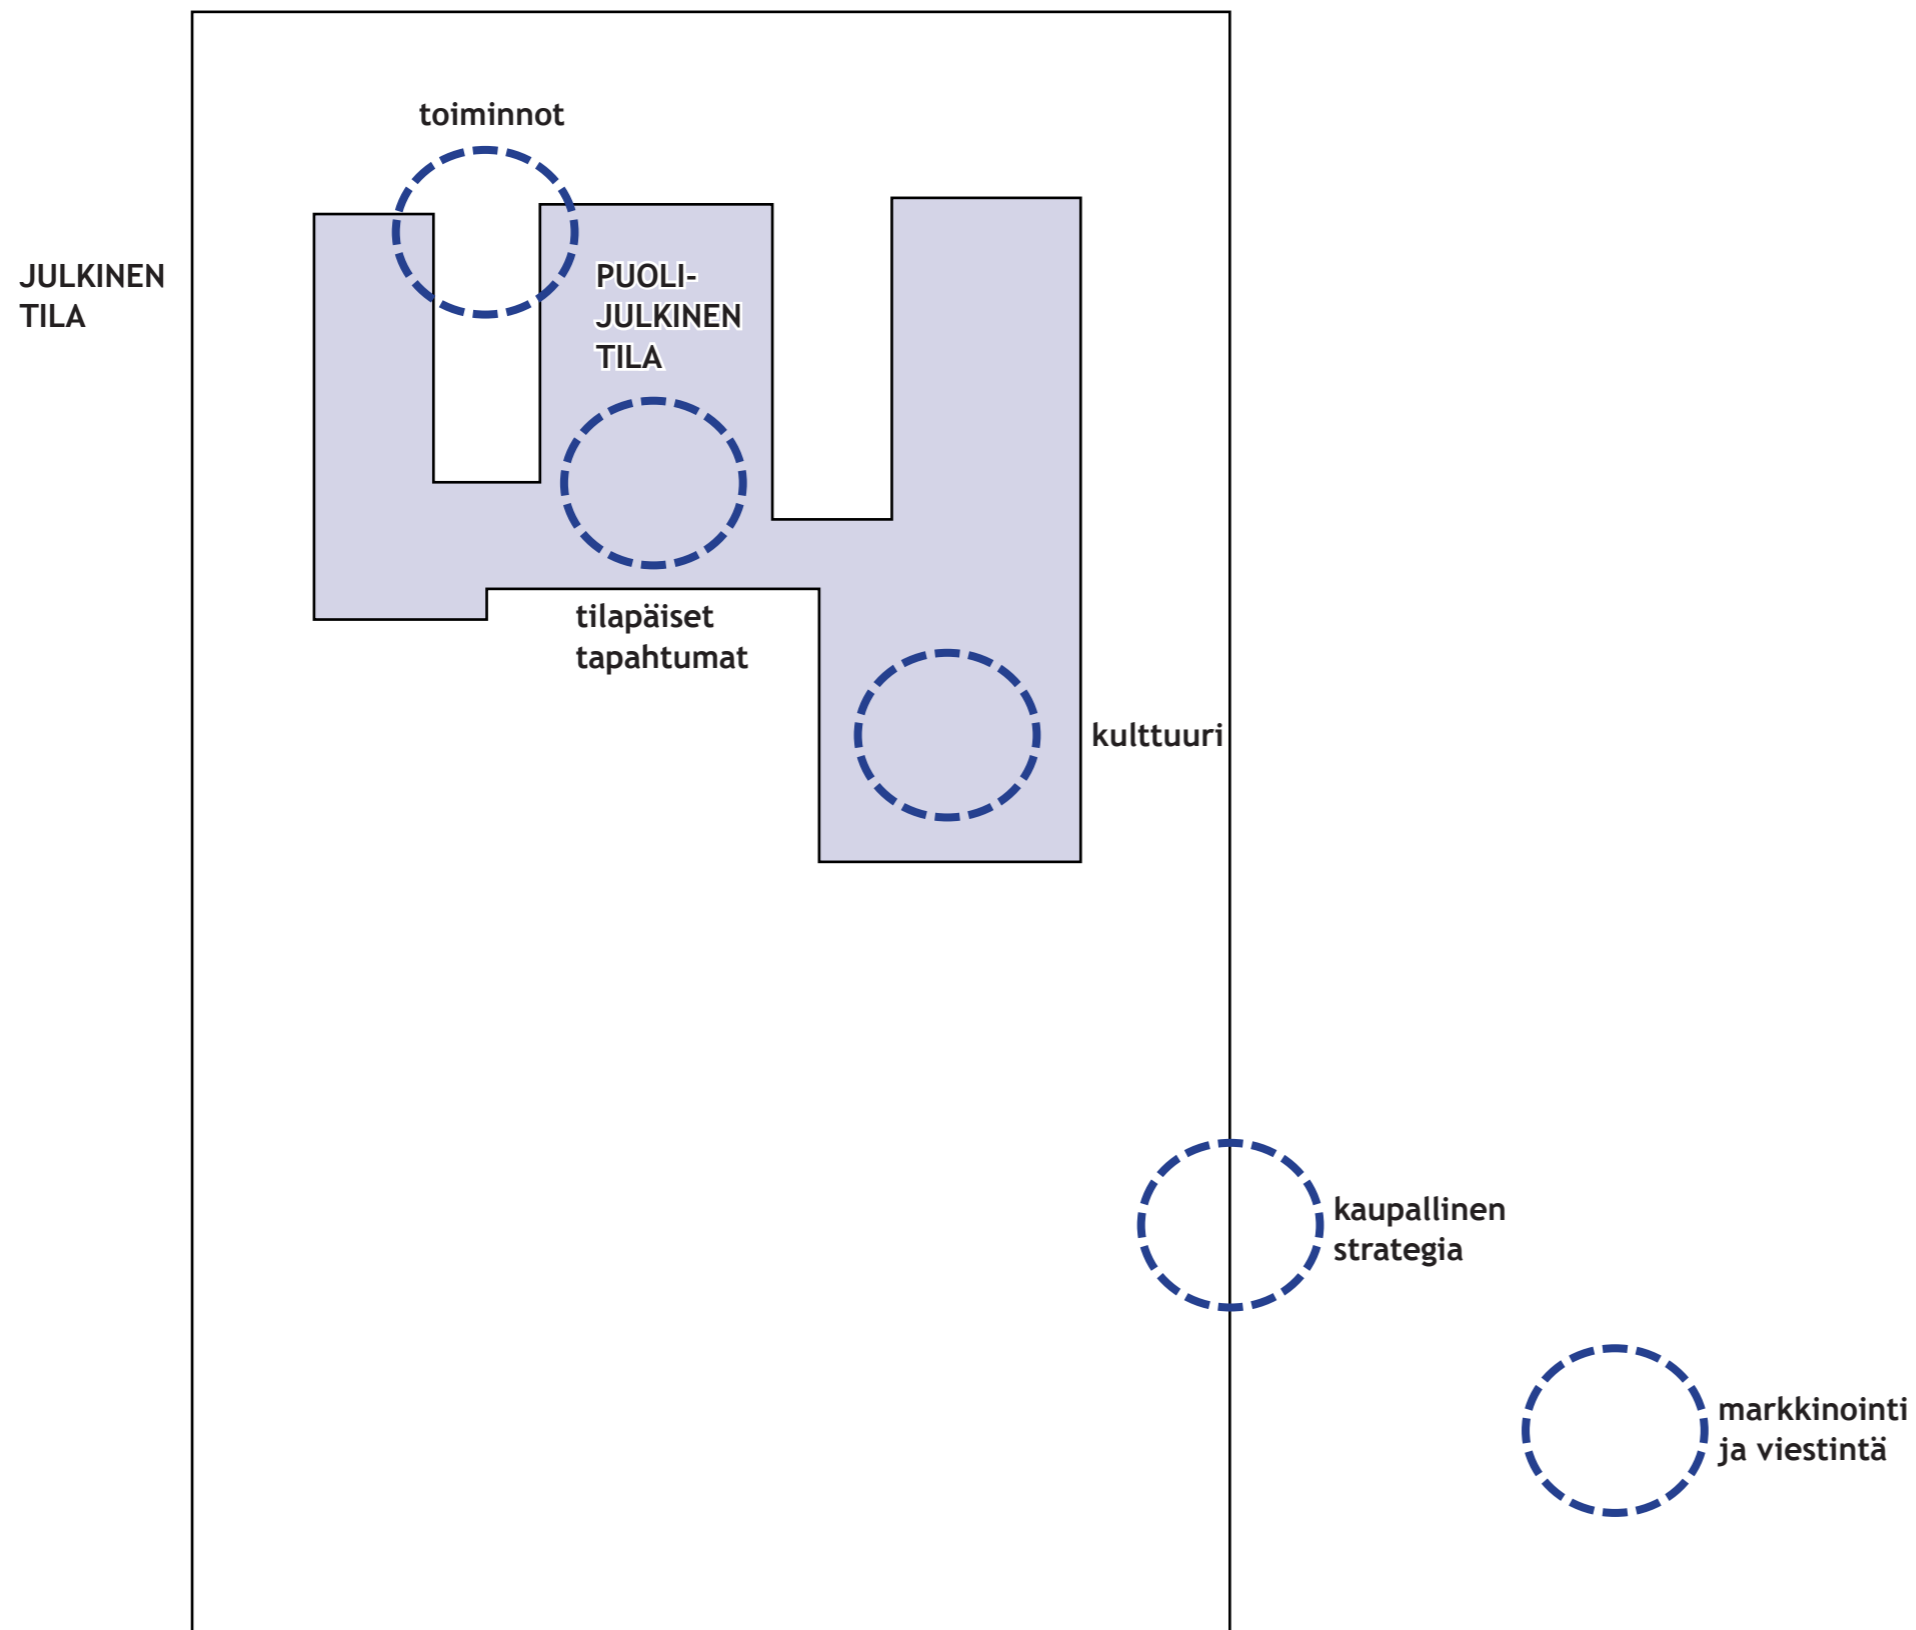 toiminnot
JULKINEN
TILA
PUOLI-
JULKINEN
TILA
tilapäiset
tapahtumat
kulttuuri
kaupallinen
strategia
markkinointi
ja viestintä